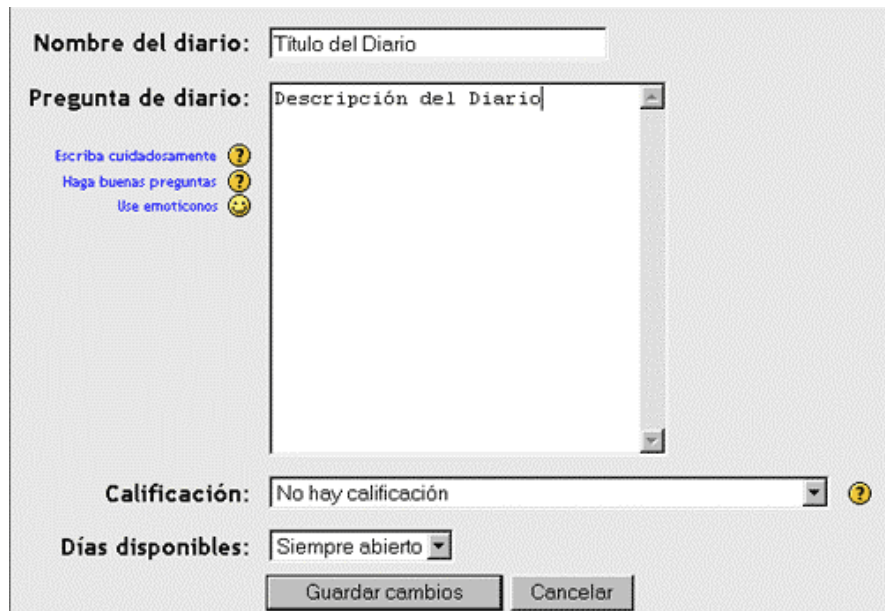 Nombre del diario: Título del Diario
Pregunta de diario: Descripción del Diario
Escriba cuidadosamente
Haga buenas preguntas
Use emoticonos
Calificación: No hay calificación
Días disponibles: Siempre abierto
Guardar cambios Cancelar